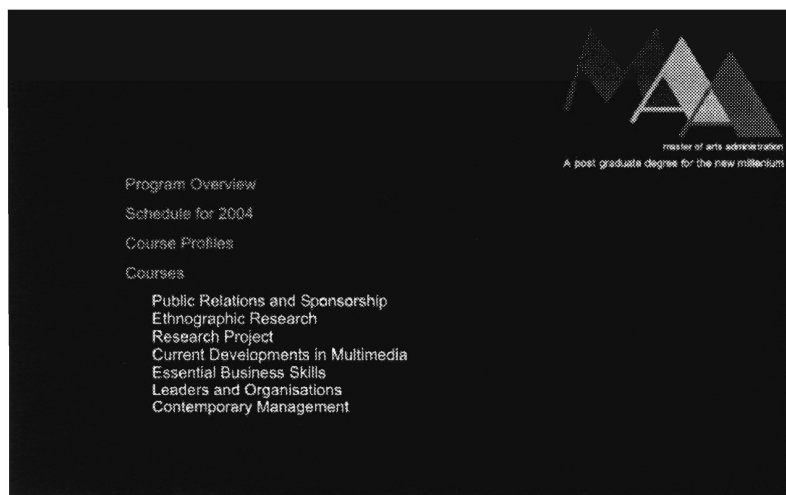 MAA
master of arts administration
A post graduate degree for the new millenium
Program Overview
Schedule for 2004
Course Profiles
Courses
Public Relations and Sponsorship
Ethnographic Research
Research Project
Current Developments in Multimedia
Essential Business Skills
Leaders and Organisations
Contemporary Management